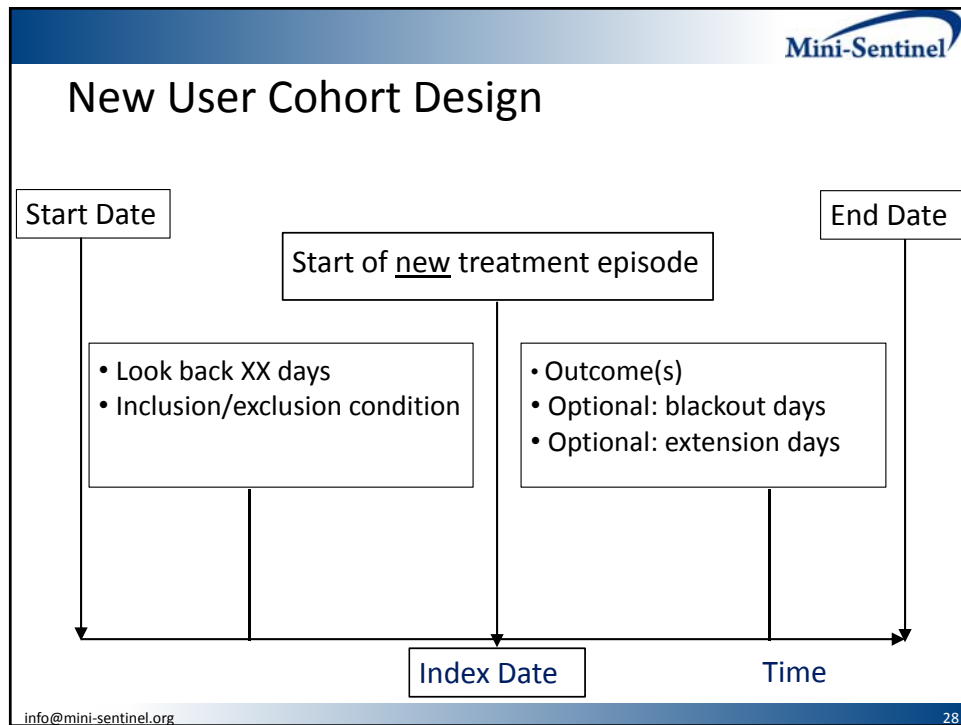 Mini-Sentinel
New User Cohort Design
Start Date
End Date
Start of new treatment episode
• Look back XX days
• Inclusion/exclusion condition
• Outcome(s)
• Optional: blackout days
• Optional: extension days
Index Date
Time
info@mini-sentinel.org
28